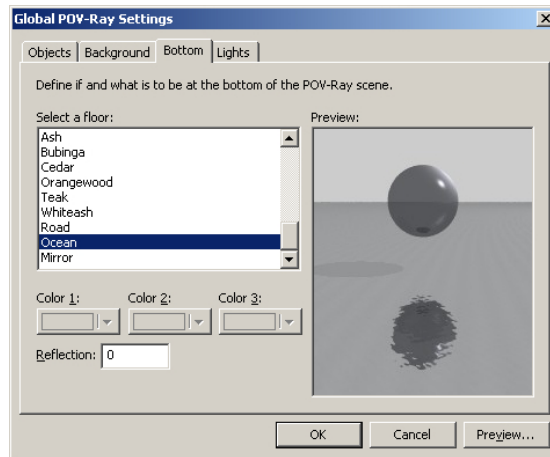 Global POV-Ray Settings
Objects Background Bottom Lights
Define if and what is to be at the bottom of the POV-Ray scene.
Select a floor:
Preview:
Ash
Bubinga
Cedar
Orangewood
Teak
Whiteash
Road
Ocean
Mirror
Color 1: Color 2: Color 3:
Reflection: 0
OK Cancel Preview...